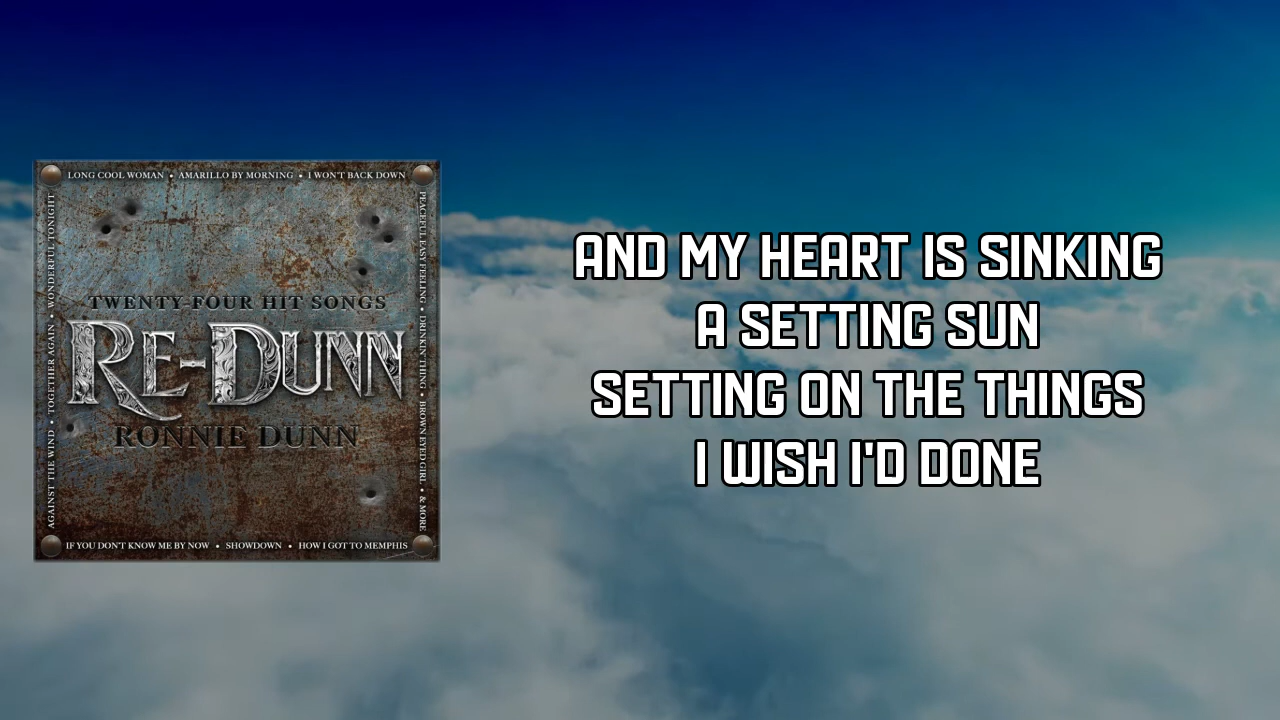 LONG COOL WOMAN • AMARILLO BY MORNING • I WON'T BACK DOWN
AGAINST THE WIND • TOGETHER AGAIN • WONDERFUL TONIGHT
PEACEFUL EASY FEELING • DRINKIN' THING • BROWN EYED GIRL • & MORE
TWENTY-FOUR HIT SONGS
RE-DUNN
RONNIE DUNN
IF YOU DON'T KNOW ME BY NOW • SHOWDOWN • HOW I GOT TO MEMPHIS
AND MY HEART IS SINKING
A SETTING SUN
SETTING ON THE THINGS
I WISH I'D DONE